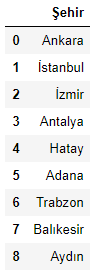 Şehir
0 Ankara
1 İstanbul
2 İzmir
3 Antalya
4 Hatay
5 Adana
6 Trabzon
7 Balıkesir
8 Aydın